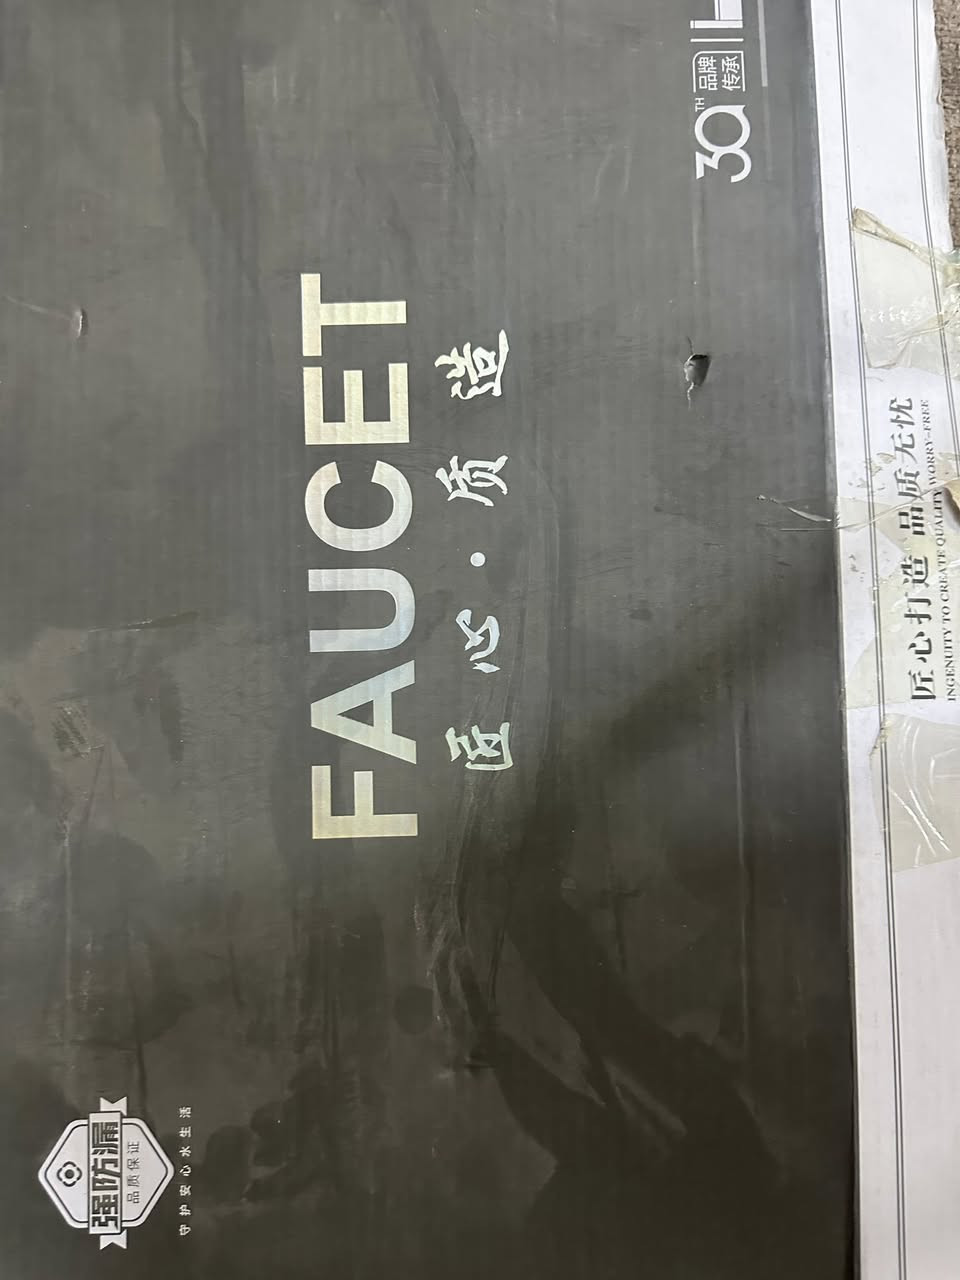 强防漏
品质保证
守护安心水生活
FAUCET
匠心·质造
30TH 品牌
传承
匠心打造 品质无忧
INGENUITY TO CREATE QUALITY WORRY-FREE